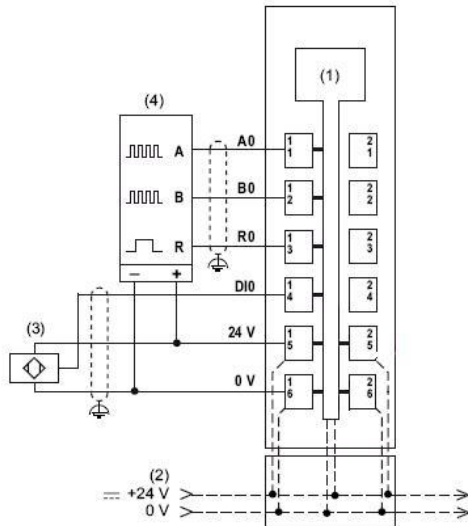 (1)
(4)
A A0 1 1 2 1
B B0 1 2 2 2
R R0 1 3 2 3
− +
DI0 1 4 2 4
(3)
24 V 1 5 2 5
0 V 1 6 2 6
(2)
+24 V
0 V